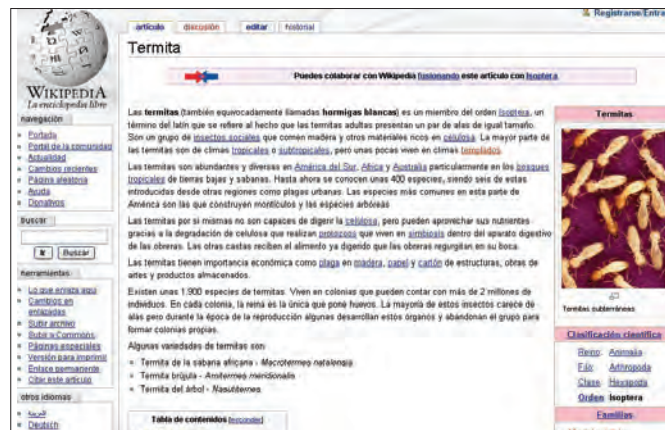 Registrarse/Entrar
artículo discusión editar historial
Termita
Puedes colaborar con Wikipedia fusionando este artículo con Isoptera
WIKIPEDIA
La enciclopedia libre
navegación
Portada
Portal de la comunidad
Actualidad
Cambios recientes
Página aleatoria
Ayuda
Donativos
buscar
Ir Buscar
herramientas
Lo que enlaza aquí
Cambios en
enlazadas
Subir archivo
Subir a Commons
Páginas especiales
Versión para imprimir
Enlace permanente
Citar este artículo
otros idiomas
Deutsch
Las termitas (también equivocadamente llamadas hormigas blancas) es un miembro del orden Isoptera, un
término del latín que se refiere al hecho que las termitas adultas presentan un par de alas de igual tamaño.
Son un grupo de insectos sociales que comen madera y otros materiales ricos en celulosa. La mayor parte de
las termitas son de climas tropicales o subtropicales, pero unas pocas viven en climas templados.
Las termitas son abundantes y diversas en América del Sur, Africa y Australia particularmente en los bosques
tropicales de tierras bajas y sabanas. Hasta ahora se conocen unas 400 especies, siendo seis de estas
introducidos desde otras regiones como plagas urbanas. Las especies más comunes en esta parte de
América son las que construyen montículos y las especies arbóreas
Las termitas por si mismas no son capaces de digerir la celulosa, pero pueden aprovechar sus nutrientes
gracias a la degradación de celulosa que realizan protozoos que viven en simbiosis dentro del aparato digestivo
de las obreras. Las otras castas reciben el alimento ya digerido que las obreras regurgitan en su boca.
Las termitas tienen importancia económica como plaga en madera, papel y cartón de estructuras, obras de
artes y productos almacenados.
Existen unas 1.900 especies de termitas. Viven en colonias que pueden contar con más de 2 millones de
individuos. En cada colonia, la reina es la única que pone huevos. La mayoría de estos insectos carece de
alas pero durante la época de la reproducción algunas desarrollan estos órganos y abandonan el grupo para
formar colonias propias.
Algunas variedades de termitas son
Termita de la sabana africana - Macrotermes natalensis
Termita brújula - Amitermes meridionalis
Termita del árbol - Nasutitermes
Tabla de contenidos [esconder]
Termitas
Termitas subterráneas
Clasificación científica
Reino: Animalia
Filo: Arthropoda
Clase: Hexapoda
Orden: Isoptera
Familias